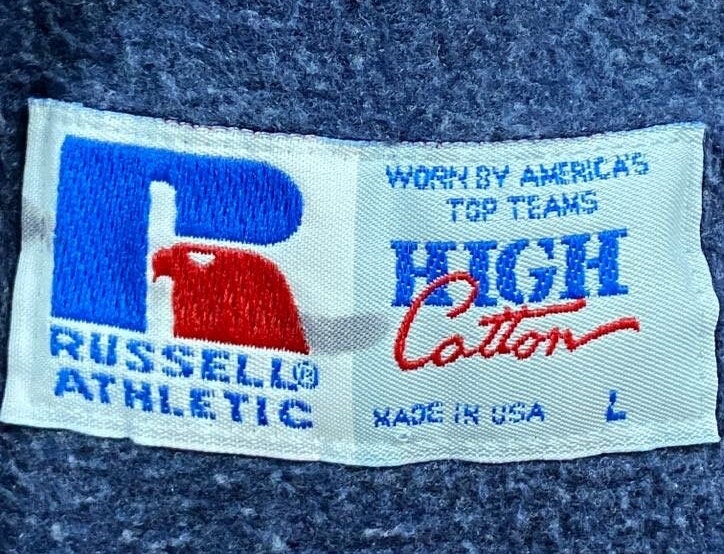 RUSSELL®
ATHLETIC
WORN BY AMERICA'S
TOP TEAMS
HIGH
Cotton
MADE IN USA L